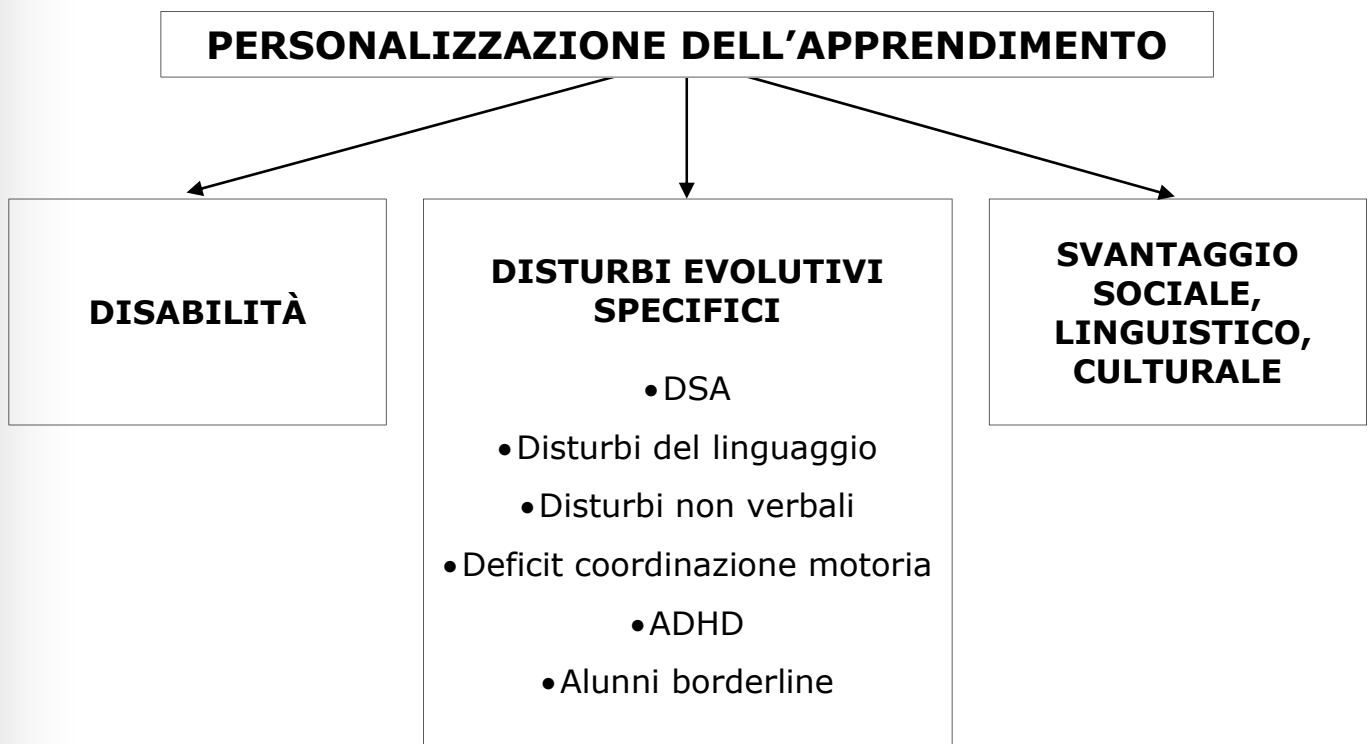 PERSONALIZZAZIONE DELL’APPRENDIMENTO
DISABILITÀ
DISTURBI EVOLUTIVI
SPECIFICI
•DSA
•Disturbi del linguaggio
•Disturbi non verbali
•Deficit coordinazione motoria
•ADHD
•Alunni borderline
SVANTAGGIO
SOCIALE,
LINGUISTICO,
CULTURALE